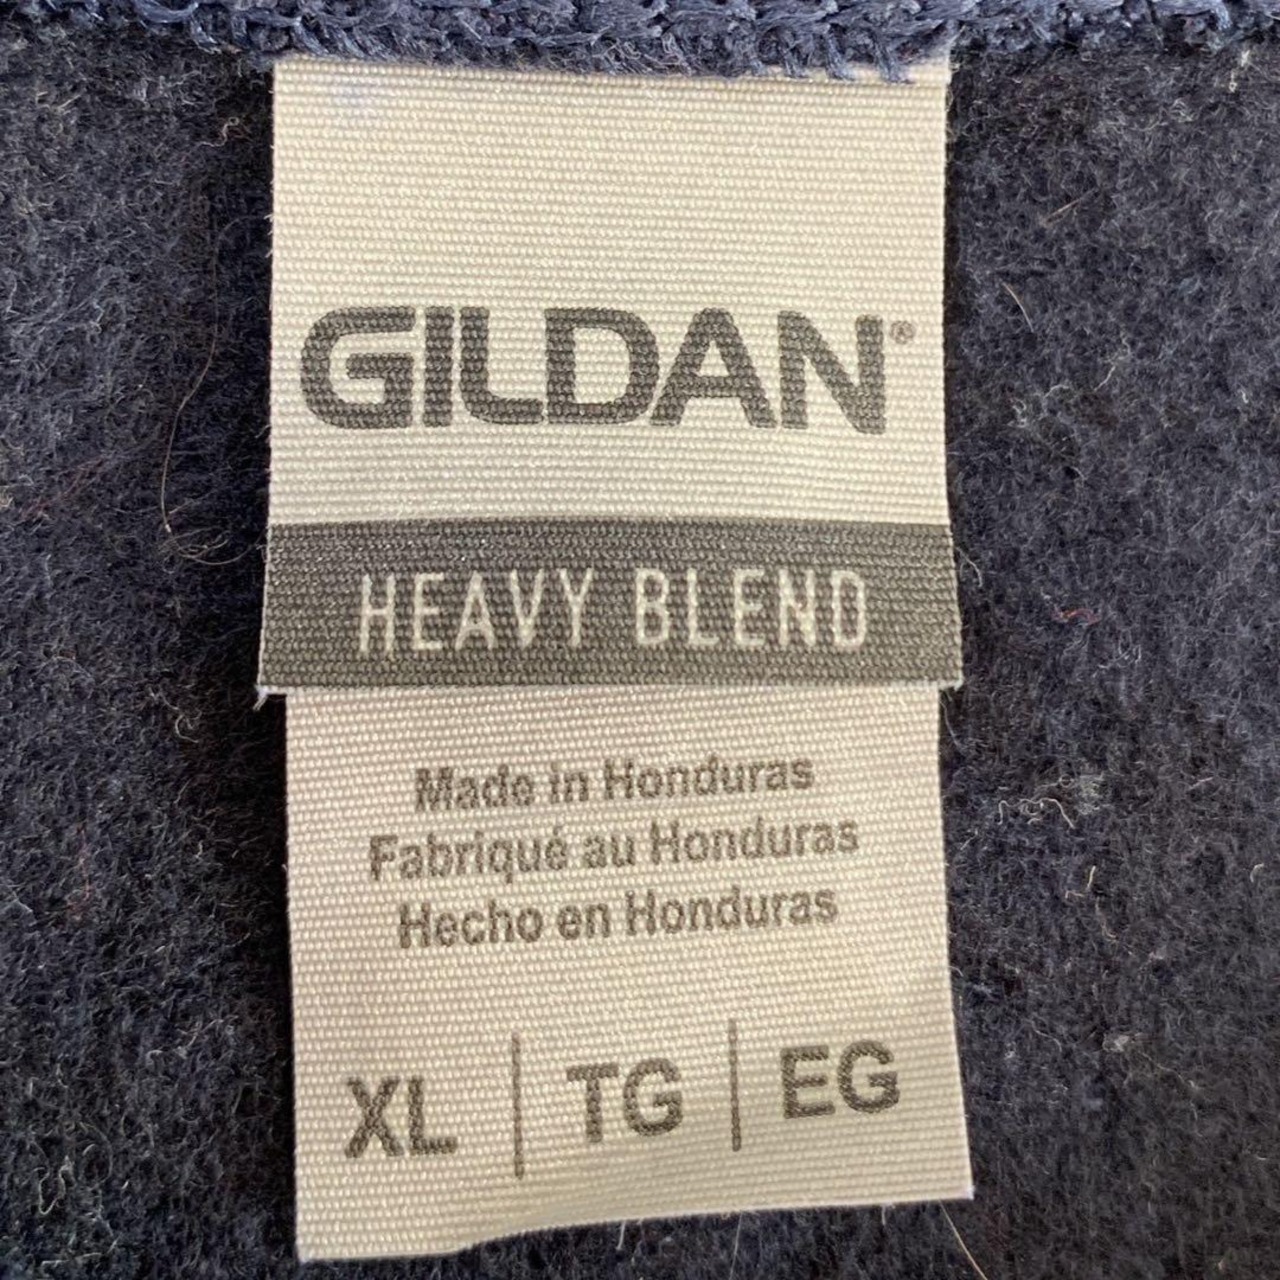 GILDAN®
HEAVY BLEND
Made in Honduras
Fabriqué au Honduras
Hecho en Honduras
XL | TG | EG